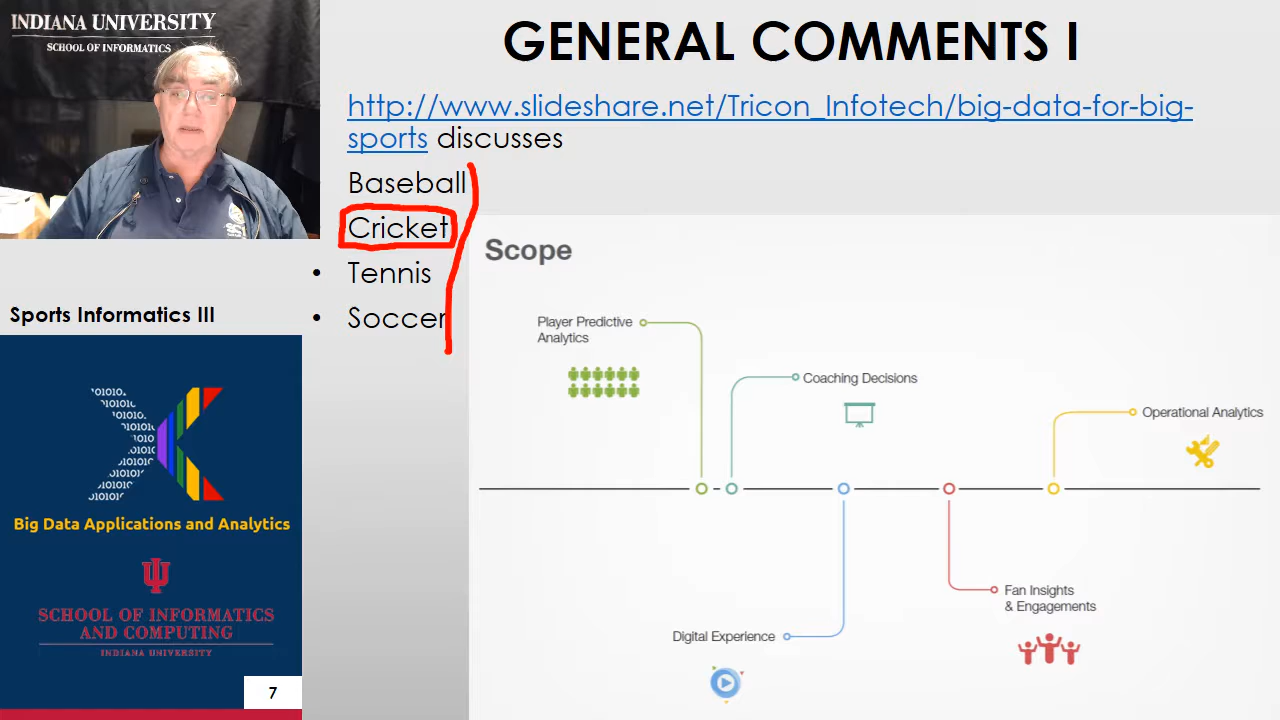 INDIANA UNIVERSITY
SCHOOL OF INFORMATICS
GENERAL COMMENTS I
http://www.slideshare.net/Tricon_Infotech/big-data-for-big-
sports discusses
Baseball
Cricket
• Tennis
• Soccer
Sports Informatics III
Big Data Applications and Analytics
SCHOOL OF INFORMATICS
AND COMPUTING
INDIANA UNIVERSITY
7
Scope
Player Predictive
Analytics
Coaching Decisions
Operational Analytics
Digital Experience
Fan Insights
& Engagements